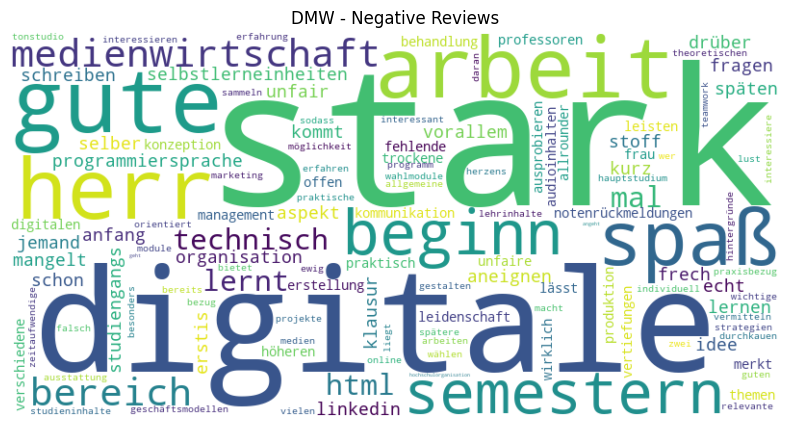 DMW - Negative Reviews
tonstudio
interessieren
erfahrung
behandlung
professoren
drüber
medienwirtschaft
arbeit
daran
theoretischen
fragen
schreiben
selbstlerneinheiten
unfair
späten
gute
stark
sammeln
sodass
interessant
teamwork
selber
konzeption
kommt
möglichkeit
fehlende
vorallem
ausprobieren
audioinhalten
allrounder
leisten
stoff
frau
wer
lust
interessiere
programmiersprache
marketing
offen
erfahren
praktische
trockene
programm
wahlmodule
allgemeine
herzens
kurz
hauptstudium
herr
mal
management
aspekt
kommunikation
lehrinhalte
notenrückmeldungen
hintergründe
digitalen
orientiert
jemand
anfang
technisch
beginn
spaß
mangelt
module
geht
organisation
praktisch
unfaire
angeht
praxisbezug
schon
bietet
ewig
lernt
erstellung
aneignen
lässt
frech
echt
individuell
verschiedene
zeitaufwendige
studiengangs
besonders
bereits
bezug
gestalten
produktion
wichtige
digitale
klausur
leidenschaft
wirklich
vertiefungen
lernen
vermitteln
falsch
erstis
projekte
spätere
macht
idee
strategien
durchkauen
höheren
medien
liegt
arbeiten
online
wählen
zwei
merkt
ausstattung
guten
bereich
html
hochschulorganisation
semestern
themen
studieninhalte
geschäftsmodellen
vielen
linkedin
relevante